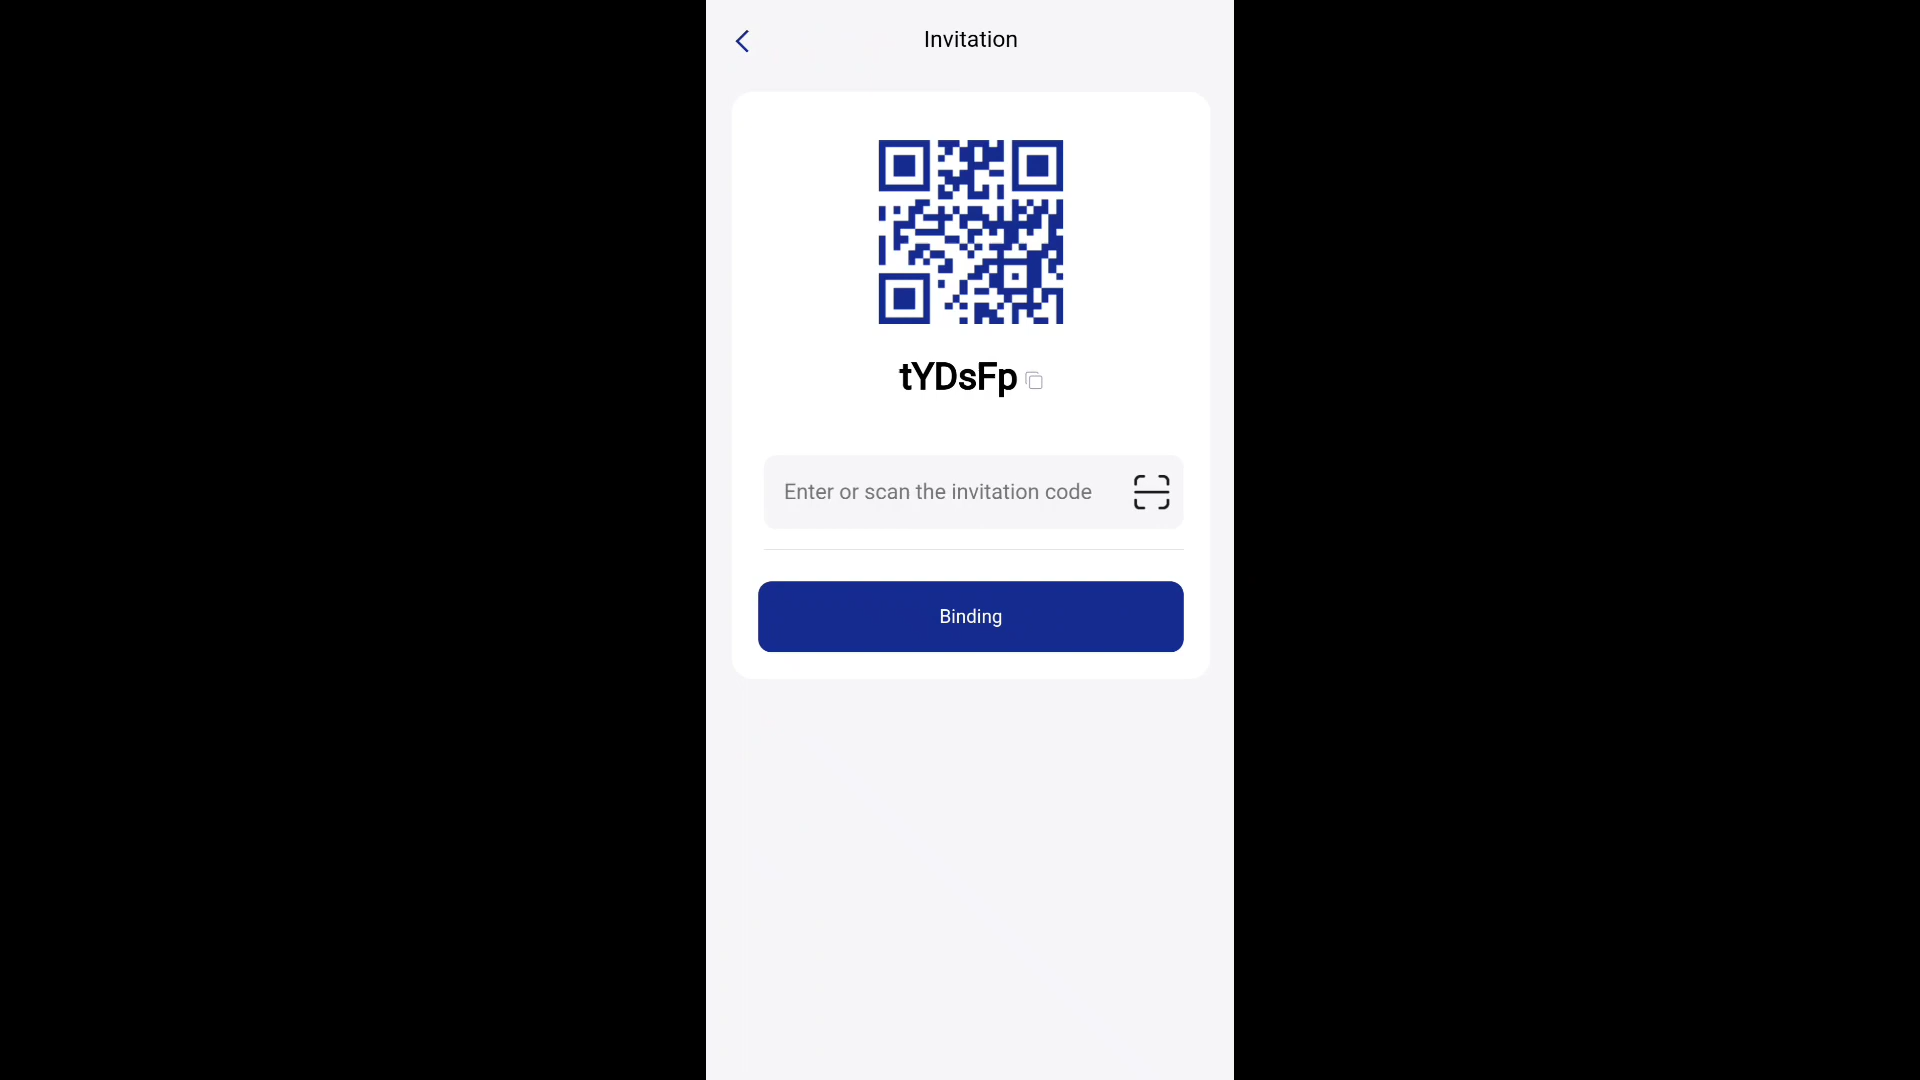 Invitation
tYDsFp
Enter or scan the invitation code
Binding